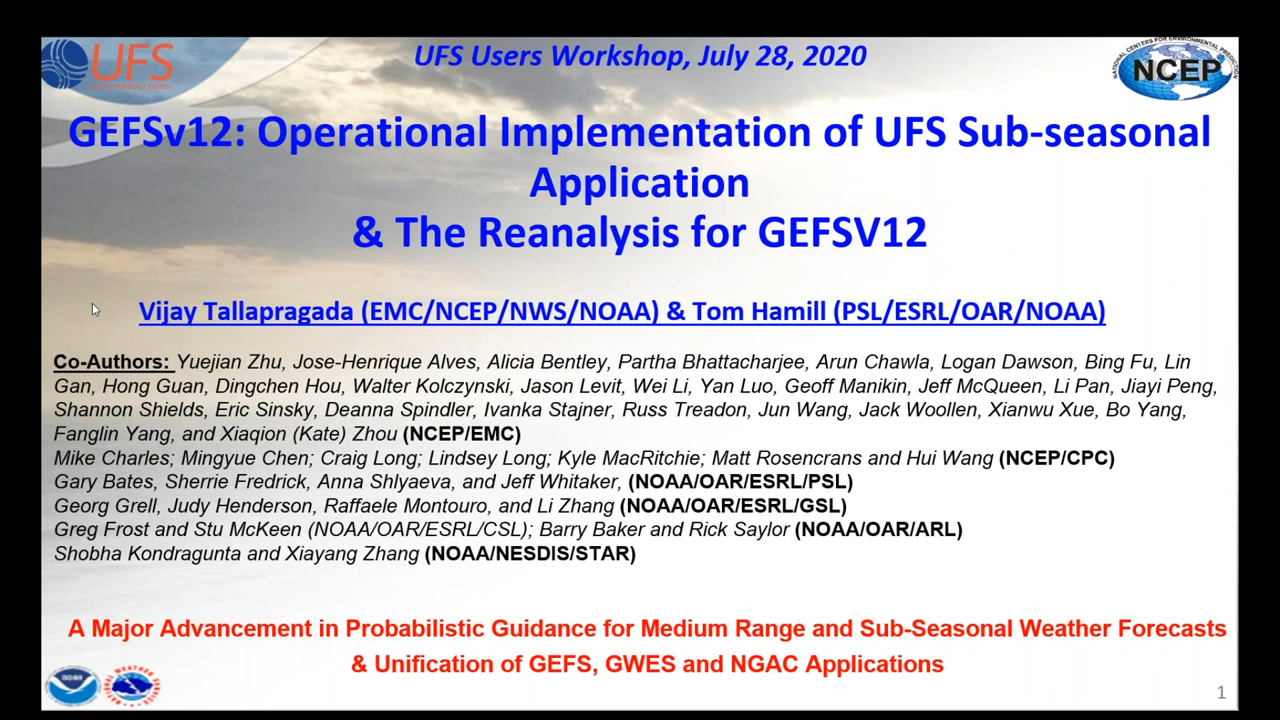 UFS
UFS Users Workshop, July 28, 2020
NATIONAL CENTERS FOR ENVIRONMENTAL PREDICTION
NCEP
GEFSv12: Operational Implementation of UFS Sub-seasonal
Application
& The Reanalysis for GEFSV12
Vijay Tallapragada (EMC/NCEP/NWS/NOAA) & Tom Hamill (PSL/ESRL/OAR/NOAA)
Co-Authors: Yuejian Zhu, Jose-Henrique Alves, Alicia Bentley, Partha Bhattacharjee, Arun Chawla, Logan Dawson, Bing Fu, Lin
Gan, Hong Guan, Dingchen Hou, Walter Kolczynski, Jason Levit, Wei Li, Yan Luo, Geoff Manikin, Jeff McQueen, Li Pan, Jiayi Peng,
Shannon Shields, Eric Sinsky, Deanna Spindler, Ivanka Stajner, Russ Treadon, Jun Wang, Jack Woollen, Xianwu Xue, Bo Yang,
Fanglin Yang, and Xiaqion (Kate) Zhou (NCEP/EMC)
Mike Charles; Mingyue Chen; Craig Long; Lindsey Long; Kyle MacRitchie; Matt Rosencrans and Hui Wang (NCEP/CPC)
Gary Bates, Sherrie Fredrick, Anna Shlyaeva, and Jeff Whitaker, (NOAA/OAR/ESRL/PSL)
Georg Grell, Judy Henderson, Raffaele Montouro, and Li Zhang (NOAA/OAR/ESRL/GSL)
Greg Frost and Stu McKeen (NOAA/OAR/ESRL/CSL); Barry Baker and Rick Saylor (NOAA/OAR/ARL)
Shobha Kondragunta and Xiayang Zhang (NOAA/NESDIS/STAR)
A Major Advancement in Probabilistic Guidance for Medium Range and Sub-Seasonal Weather Forecasts
& Unification of GEFS, GWES and NGAC Applications
NOAA
1